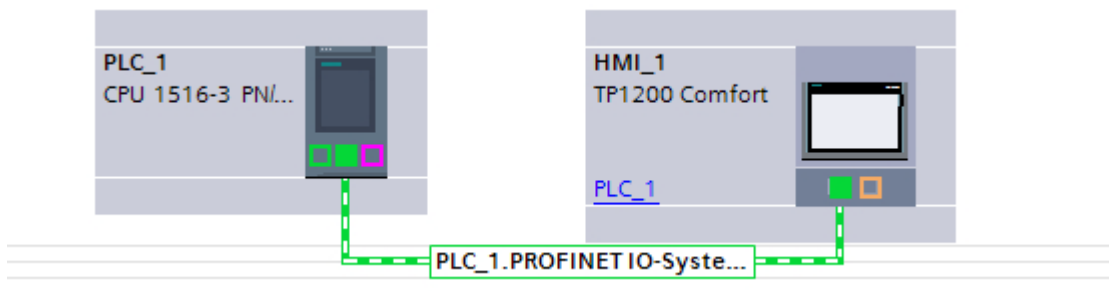 PLC_1
CPU 1516-3 PN/...
HMI_1
TP1200 Comfort
PLC_1
PLC_1.PROFINET IO-Syste...